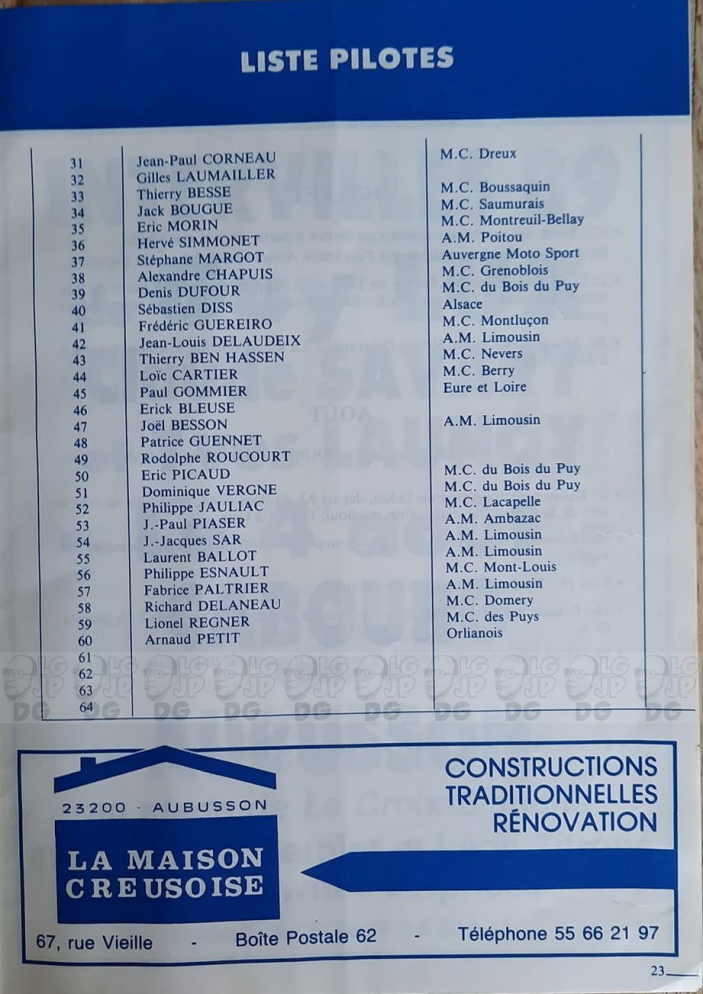 LISTE PILOTES
31 Jean-Paul CORNEAU M.C. Dreux
32 Gilles LAUMAILLER
33 Thierry BESSE M.C. Boussaquin
34 Jack BOUGUE M.C. Saumurais
35 Eric MORIN M.C. Montreuil-Bellay
36 Hervé SIMMONET A.M. Poitou
37 Stéphane MARGOT Auvergne Moto Sport
38 Alexandre CHAPUIS M.C. Grenoblois
39 Denis DUFOUR M.C. du Bois du Puy
40 Sébastien DISS Alsace
41 Frédéric GUEREIRO M.C. Montluçon
42 Jean-Louis DELAUDEIX A.M. Limousin
43 Thierry BEN HASSEN M.C. Nevers
44 Loïc CARTIER M.C. Berry
45 Paul GOMMIER Eure et Loire
46 Erick BLEUSE
47 Joël BESSON A.M. Limousin
48 Patrice GUENNET
49 Rodolphe ROUCOURT
50 Eric PICAUD M.C. du Bois du Puy
51 Dominique VERGNE M.C. du Bois du Puy
52 Philippe JAULIAC M.C. Lacapelle
53 J.-Paul PIASER A.M. Ambazac
54 J.-Jacques SAR A.M. Limousin
55 Laurent BALLOT A.M. Limousin
56 Philippe ESNAULT M.C. Mont-Louis
57 Fabrice PALTRIER A.M. Limousin
58 Richard DELANEAU M.C. Domery
59 Lionel REGNER M.C. des Puys
60 Arnaud PETIT Orlianois
61
62
63
64
23200 · AUBUSSON
LA MAISON
CREUSOISE
CONSTRUCTIONS
TRADITIONNELLES
RÉNOVATION
67, rue Vieille - Boîte Postale 62 - Téléphone 55 66 21 97
23